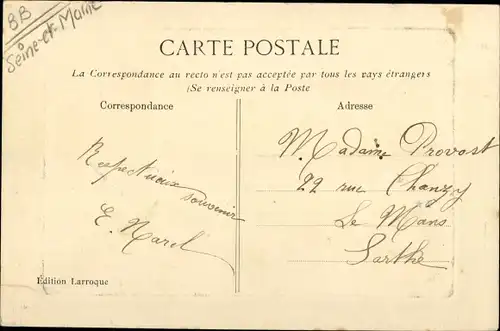 BB
Seine-et-Marne
CARTE POSTALE
La Correspondance au recto n'est pas acceptée par tous les pays étrangers
(Se renseigner à la Poste
Correspondance
Adresse
Respectueux
souvenir
E. Marel
Madame Provost
22 rue Chanzy
Le Mans
Sarthe
Édition Larroque